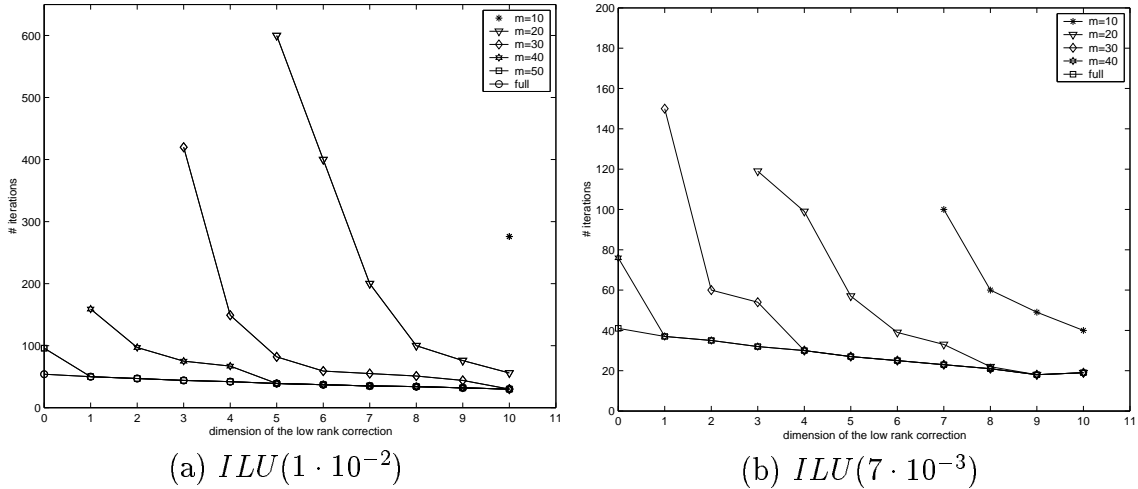 600
500
400
300
200
100
0
# iterations
0 1 2 3 4 5 6 7 8 9 10 11
dimension of the low rank correction
m=10
m=20
m=30
m=40
m=50
full
(a) ILU(1 · 10⁻²)
200
180
160
140
120
100
80
60
40
20
0
# iterations
0 1 2 3 4 5 6 7 8 9 10 11
dimension of the low rank correction
m=10
m=20
m=30
m=40
full
(b) ILU(7 · 10⁻³)